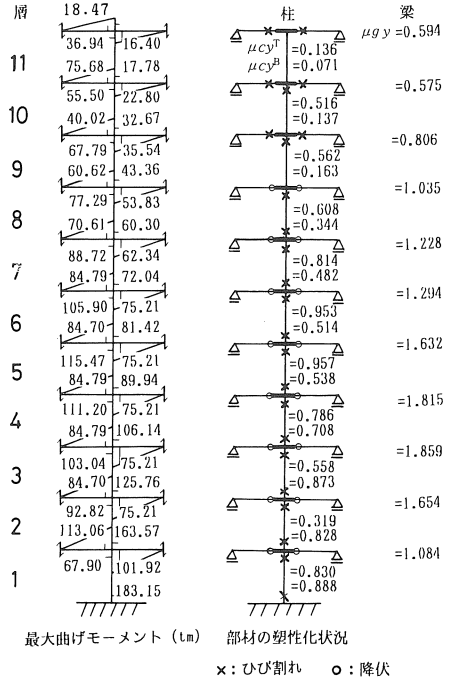 層 18.47 柱 梁
36.94 16.40 μcyT =0.136 μgy =0.594
11 75.68 17.78 μcyB =0.071
55.50 22.80 =0.516 =0.575
10 40.02 32.67 =0.137
67.79 35.54 =0.562 =0.806
9 60.62 43.36 =0.163
77.29 53.83 =0.608 =1.035
8 70.61 60.30 =0.344
88.72 62.34 =0.814 =1.228
7 84.79 72.04 =0.482
105.90 75.21 =0.953 =1.294
6 84.70 81.42 =0.514
115.47 75.21 =0.957 =1.632
5 84.79 89.94 =0.538
111.20 75.21 =0.786 =1.815
4 84.79 106.14 =0.708
103.04 75.21 =0.558 =1.859
3 84.70 125.76 =0.873
92.82 75.21 =0.319 =1.654
2 113.06 163.57 =0.828
67.90 101.92 =0.830 =1.084
1 183.15 =0.888
最大曲げモーメント (tm) 部材の塑性化状況
×:ひび割れ o:降伏